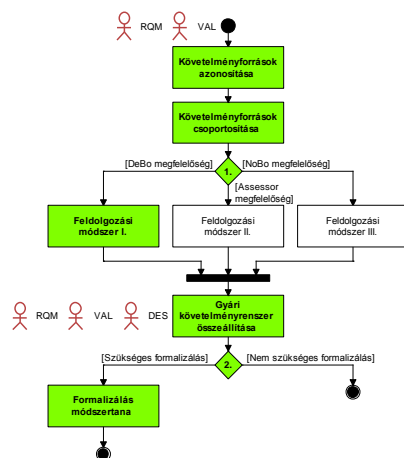 RQM
VAL
Követelményforrások
azonosítása
Követelményforrások
csoportosítása
[DeBo megfelelőség]
[NoBo megfelelőség]
1.
[Assessor
megfelelőség]
Feldolgozási
módszer I.
Feldolgozási
módszer II.
Feldolgozási
módszer III.
RQM
VAL
DES
Gyári
követelményrenszer
összeállítása
[Szükséges formalizálás]
[Nem szükséges formalizálás]
2.
Formalizálás
módszertana